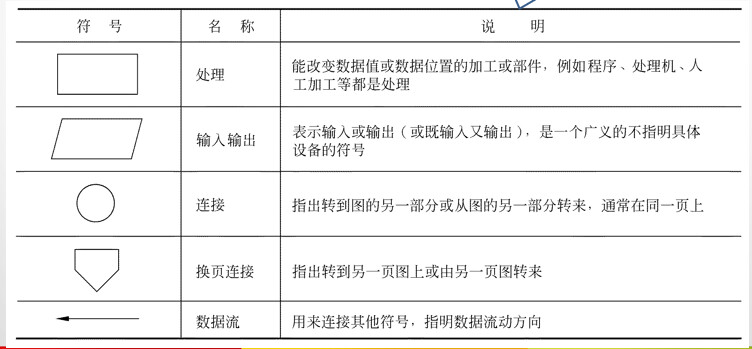 符 号 名 称 说 明
处理
能改变数据值或数据位置的加工或部件，例如程序、处理机、人
工加工等都是处理
输入输出
表示输入或输出（或既输入又输出），是一个广义的不指明具体
设备的符号
连接
指出转到图的另一部分或从图的另一部分转来，通常在同一页上
换页连接
指出转到另一页图上或由另一页图转来
数据流
用来连接其他符号，指明数据流动方向